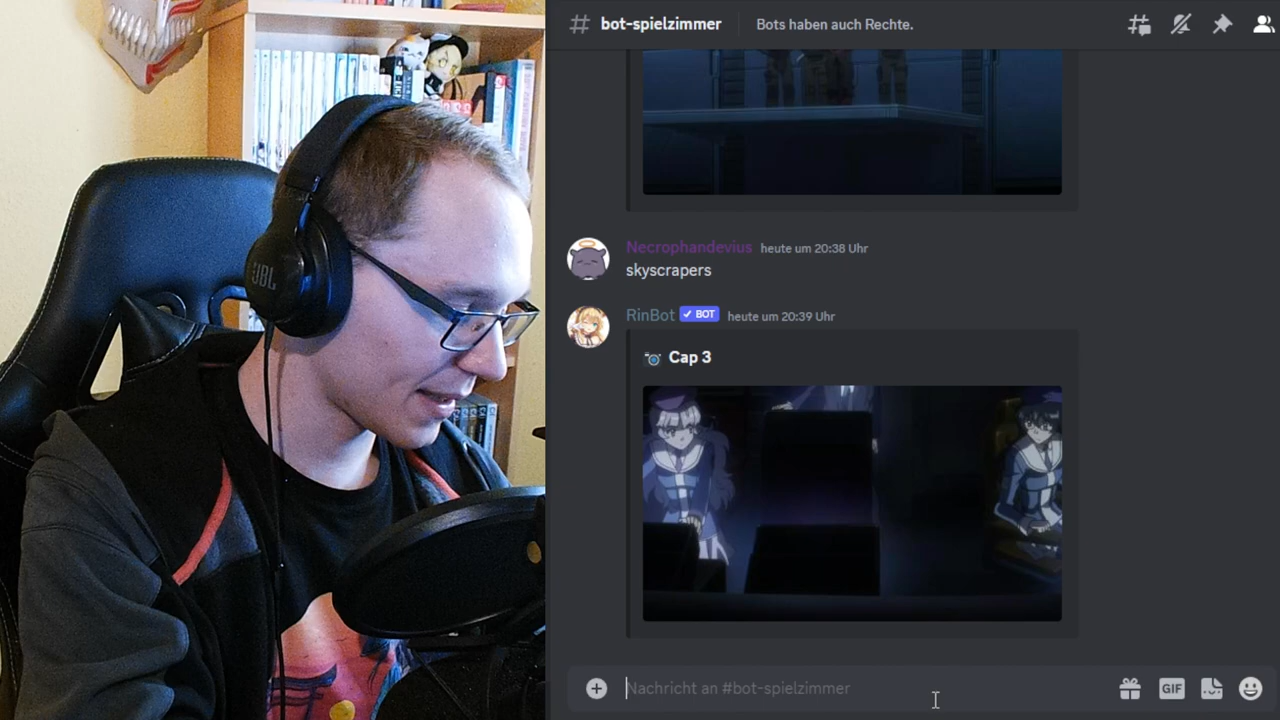 # bot-spielzimmer
Bots haben auch Rechte.
Necrophandevius heute um 20:38 Uhr
skyscrapers
RinBot ✓ BOT heute um 20:39 Uhr
Cap 3
Nachricht an #bot-spielzimmer
GIF
JBL